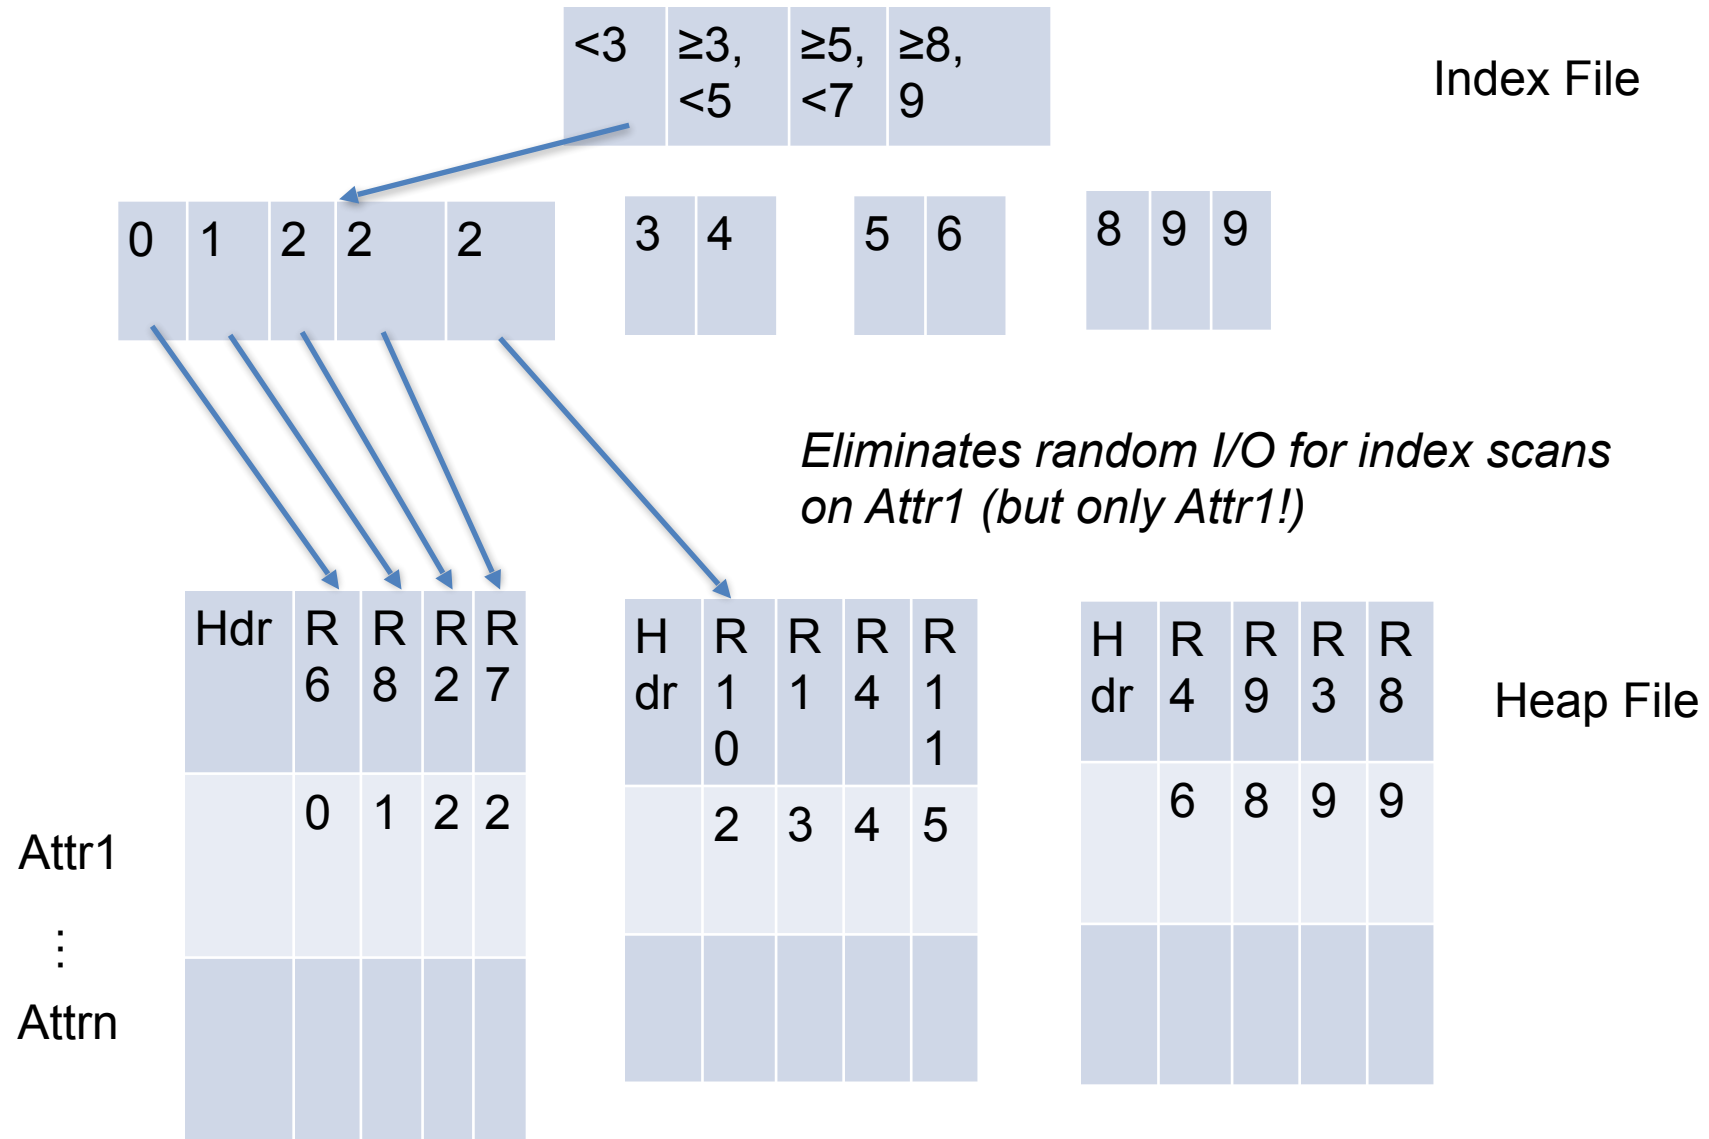 <3 ≥3, ≥5, ≥8,
<5 <7 9
Index File
0 1 2 2 2 3 4 5 6 8 9 9
Eliminates random I/O for index scans
on Attr1 (but only Attr1!)
Hdr R R R R
6 8 2 7
0 1 2 2
H R R R R
dr 1 1 4 1
0 1
2 3 4 5
H R R R R
dr 4 9 3 8
6 8 9 9
Heap File
Attr1
⋮
Attrn